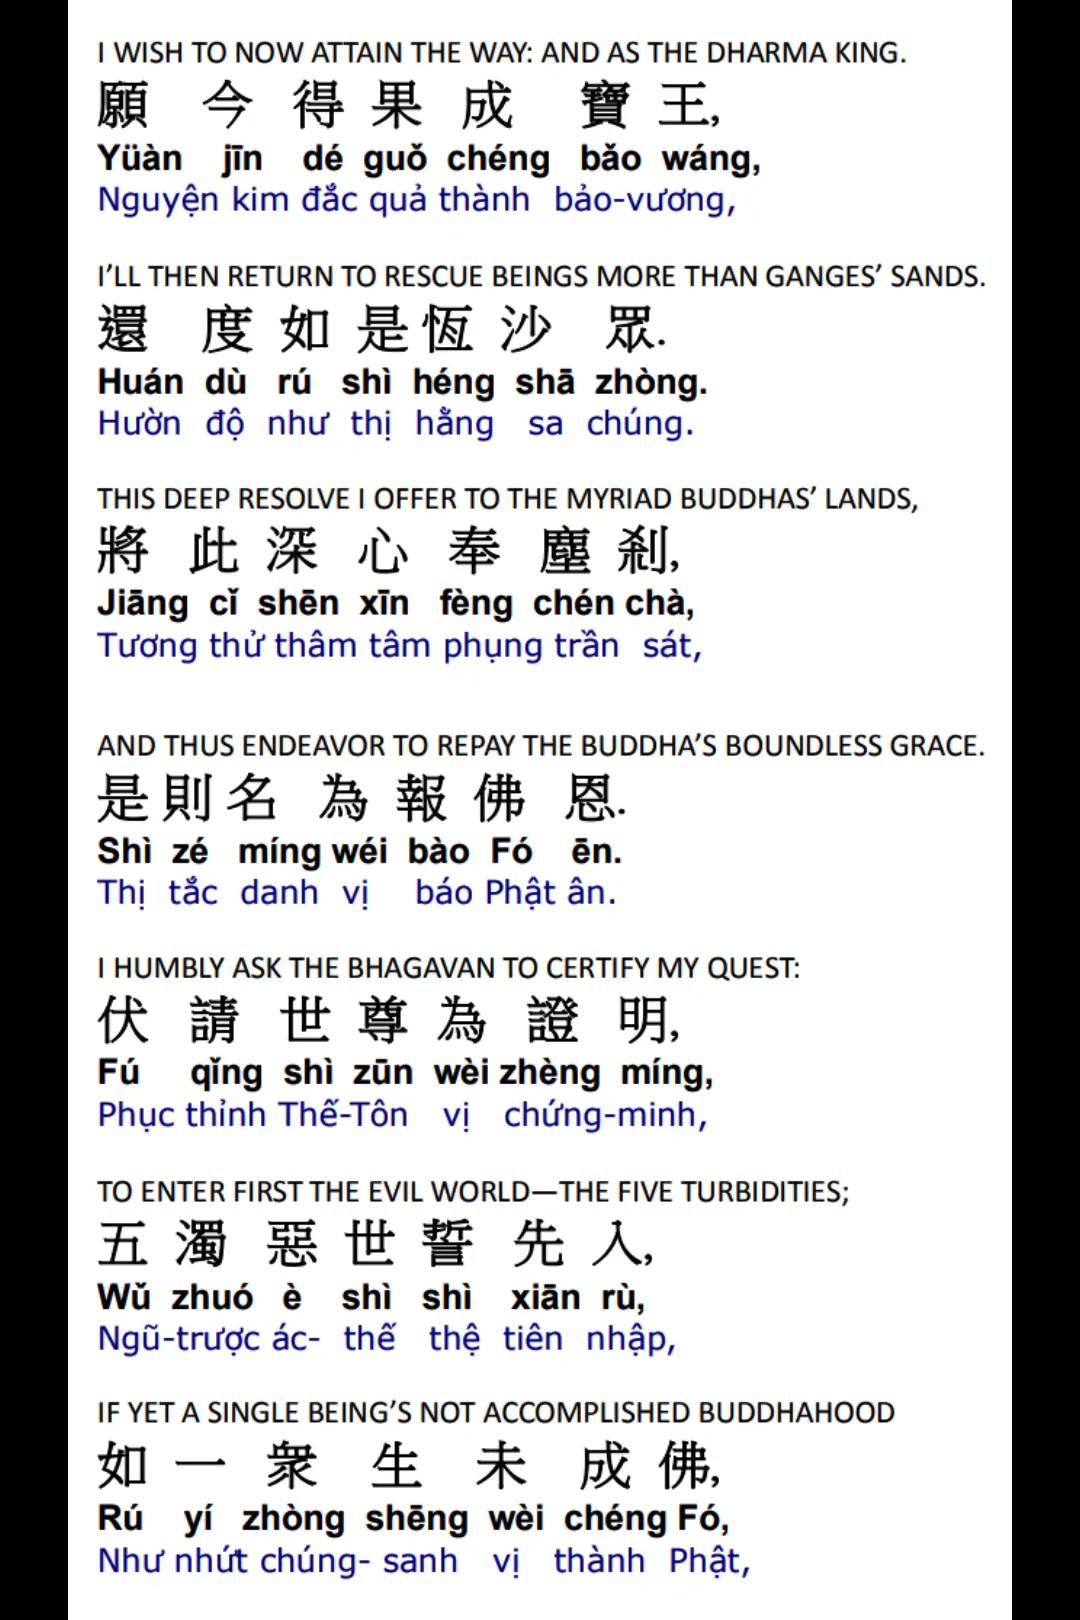 I WISH TO NOW ATTAIN THE WAY: AND AS THE DHARMA KING.
願 今 得 果 成 寶 王,
Yüàn jīn dé guǒ chéng bǎo wáng,
Nguyện kim đắc quả thành bảo-vương,
I’LL THEN RETURN TO RESCUE BEINGS MORE THAN GANGES’ SANDS.
還 度 如 是 恆 沙 眾.
Huán dù rú shì héng shā zhòng.
Hườn độ như thị hằng sa chúng.
THIS DEEP RESOLVE I OFFER TO THE MYRIAD BUDDHAS’ LANDS,
將 此 深 心 奉 塵 剎,
Jiāng cǐ shēn xīn fèng chén chà,
Tương thử thâm tâm phụng trần sát,
AND THUS ENDEAVOR TO REPAY THE BUDDHA’S BOUNDLESS GRACE.
是 則 名 為 報 佛 恩.
Shì zé míng wéi bào Fó ēn.
Thị tắc danh vị báo Phật ân.
I HUMBLY ASK THE BHAGAVAN TO CERTIFY MY QUEST:
伏 請 世 尊 為 證 明,
Fú qǐng shì zūn wèi zhèng míng,
Phục thỉnh Thế-Tôn vị chứng-minh,
TO ENTER FIRST THE EVIL WORLD—THE FIVE TURBIDITIES;
五 濁 惡 世 誓 先 入,
Wǔ zhuó è shì shì xiān rù,
Ngũ-trược ác- thế thệ tiên nhập,
IF YET A SINGLE BEING’S NOT ACCOMPLISHED BUDDHAHOOD
如 一 衆 生 未 成 佛,
Rú yí zhòng shēng wèi chéng Fó,
Như nhứt chúng- sanh vị thành Phật,